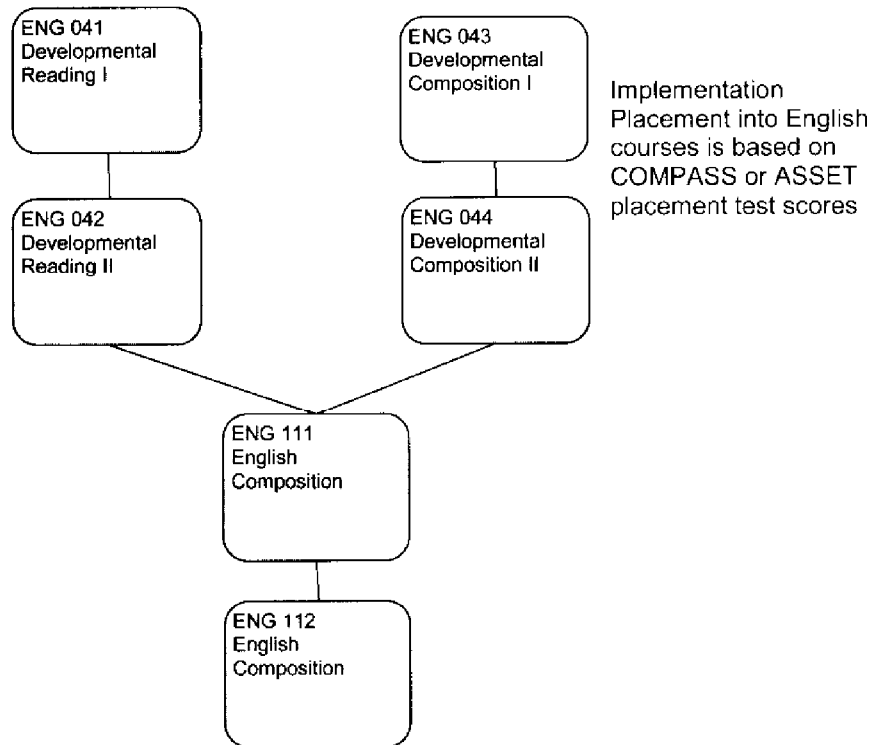 ENG 041
Developmental
Reading I
ENG 043
Developmental
Composition I
Implementation
Placement into English
courses is based on
COMPASS or ASSET
placement test scores
ENG 042
Developmental
Reading II
ENG 044
Developmental
Composition II
ENG 111
English
Composition
ENG 112
English
Composition